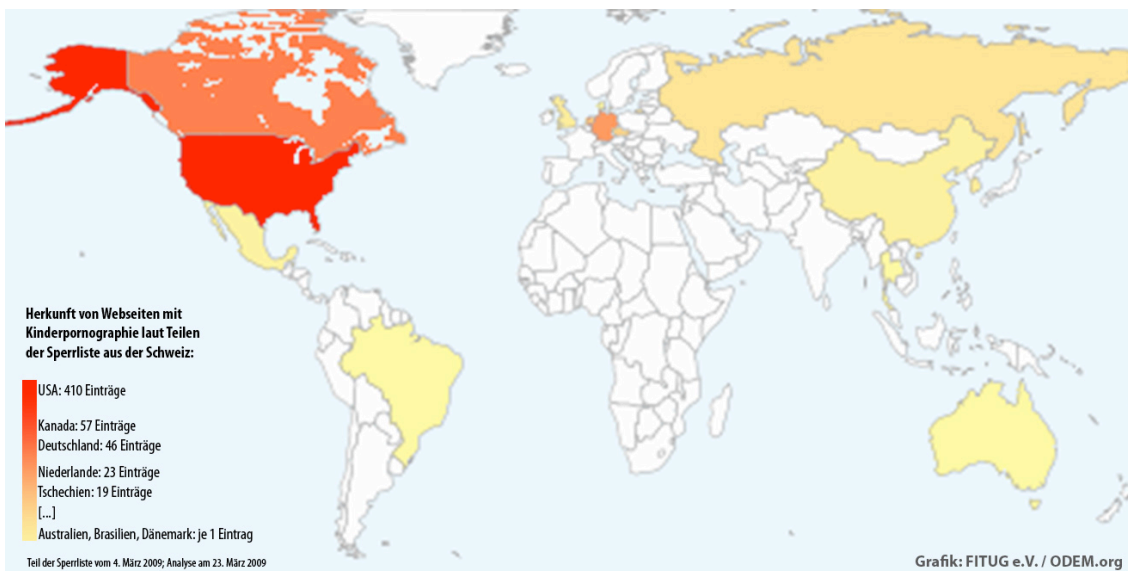 Herkunft von Webseiten mit
Kinderpornographie laut Teilen
der Sperrliste aus der Schweiz:
USA: 410 Einträge
Kanada: 57 Einträge
Deutschland: 46 Einträge
Niederlande: 23 Einträge
Tschechien: 19 Einträge
[...]
Australien, Brasilien, Dänemark: je 1 Eintrag
Teil der Sperrliste vom 4. März 2009; Analyse am 23. März 2009
Grafik: FITUG e.V. / ODEM.org